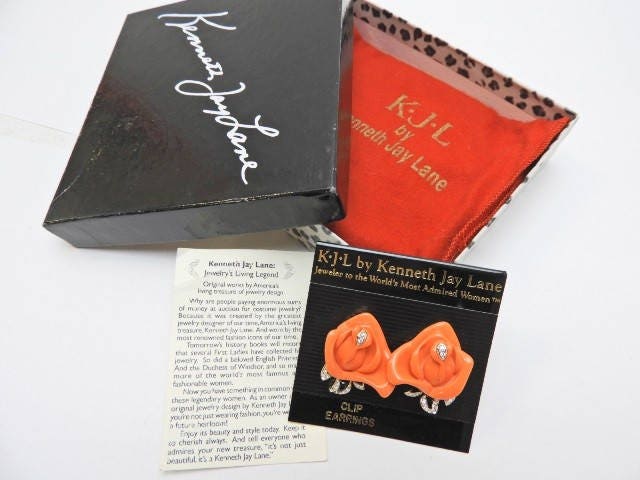 Kenneth Jay Lane
K·J·L
by
Kenneth Jay Lane
Kenneth Jay Lane:
Jewelry's Living Legend
Original works by America's
living treasure of jewelry design.
Why are people paying enormous sums
of money at auction for costume jewelry?
Because it was created by the greatest
jewelry designer of our time, America's living
treasure, Kenneth Jay Lane. And worn by the
most renowned fashion icons of our time.
Tomorrow's history books will record
that several First Ladies have collected his
jewelry. So did a beloved English Princess.
And the Duchess of Windsor, and so many
more of the world's most famous and
fashionable women.
Now you have something in common with
these legendary women. As an owner of
original jewelry design by Kenneth Jay
you're not just wearing fashion, you're
a future heirloom!
Enjoy its beauty and style today. Keep it
to cherish always. And tell everyone who
admires your new treasure, "it's not just
beautiful, it's a Kenneth Jay Lane."
K·J·L by Kenneth Jay Lane
Jeweler to the World's Most Admired Women™
CLIP
EARRINGS